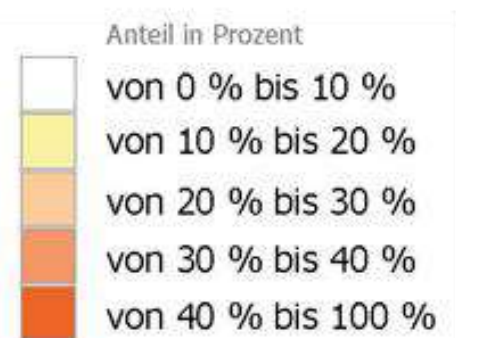 Anteil in Prozent
von 0 % bis 10 %
von 10 % bis 20 %
von 20 % bis 30 %
von 30 % bis 40 %
von 40 % bis 100 %